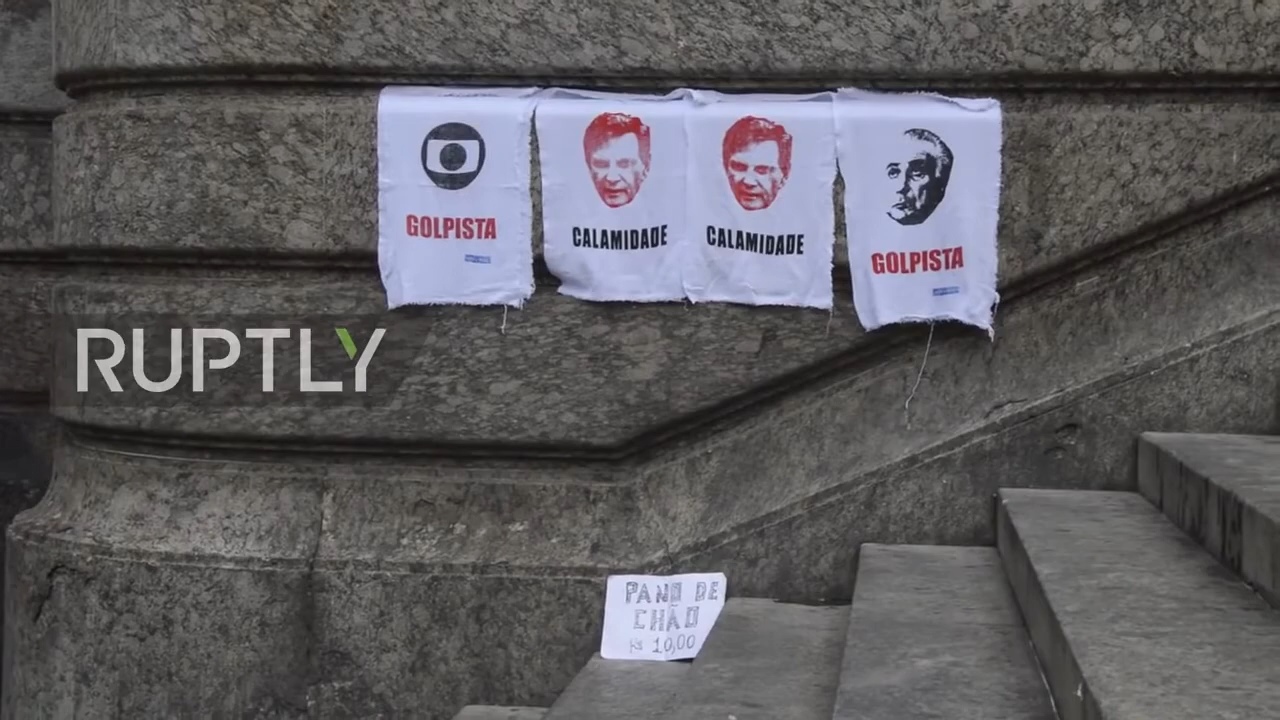 GOLPISTA
CALAMIDADE
CALAMIDADE
GOLPISTA
RUPTLY
PANO DE
CHÃO
R$ 10,00